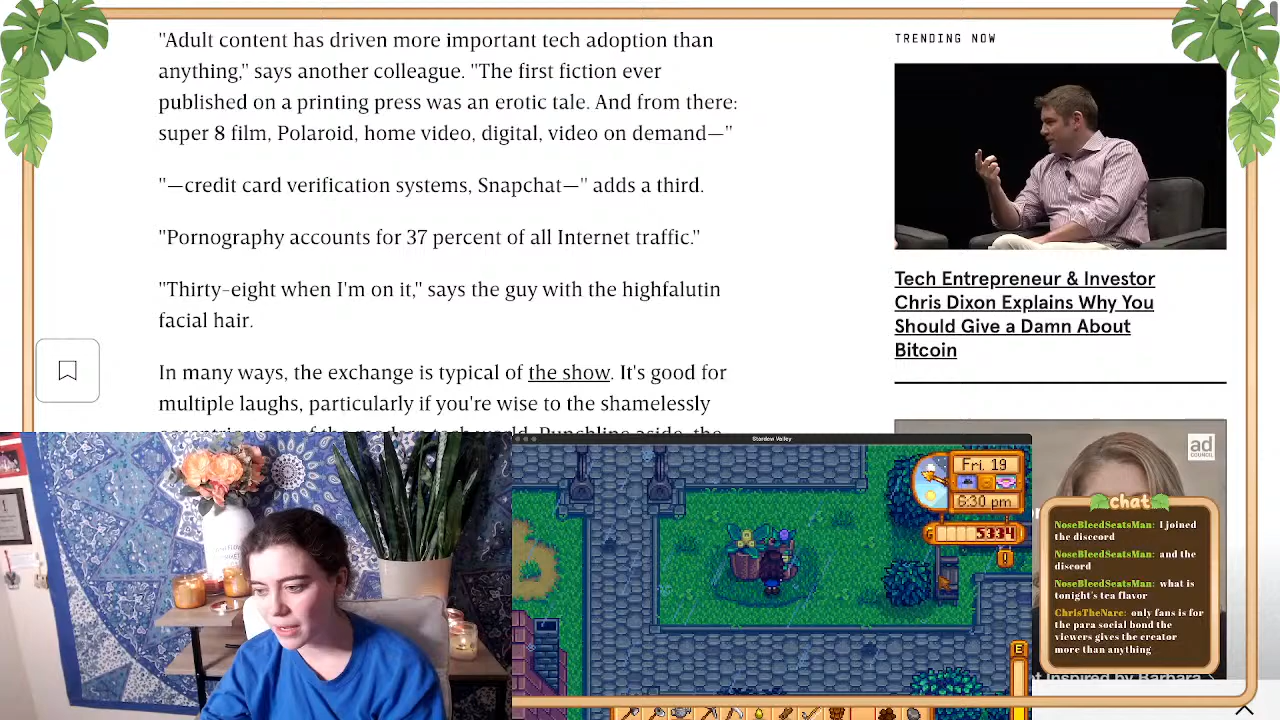 "Adult content has driven more important tech adoption than
anything," says another colleague. "The first fiction ever
published on a printing press was an erotic tale. And from there:
super 8 film, Polaroid, home video, digital, video on demand—"
"—credit card verification systems, Snapchat—" adds a third.
"Pornography accounts for 37 percent of all Internet traffic."
"Thirty-eight when I'm on it," says the guy with the highfalutin
facial hair.
In many ways, the exchange is typical of the show. It's good for
multiple laughs, particularly if you're wise to the shamelessly
TRENDING NOW
Tech Entrepreneur & Investor
Chris Dixon Explains Why You
Should Give a Damn About
Bitcoin
ad
COUNCIL
Stardew Valley
Fri. 19
6:30 pm
5334
E
chat
NoseBleedSeatsMan: I joined
the disccord
NoseBleedSeatsMan: and the
discord
NoseBleedSeatsMan: what is
tonight's tea flavor
ChrisTheNare: only fans is for
the para social bond the
viewers gives the creator
more than anything
t Inspired by Barbara